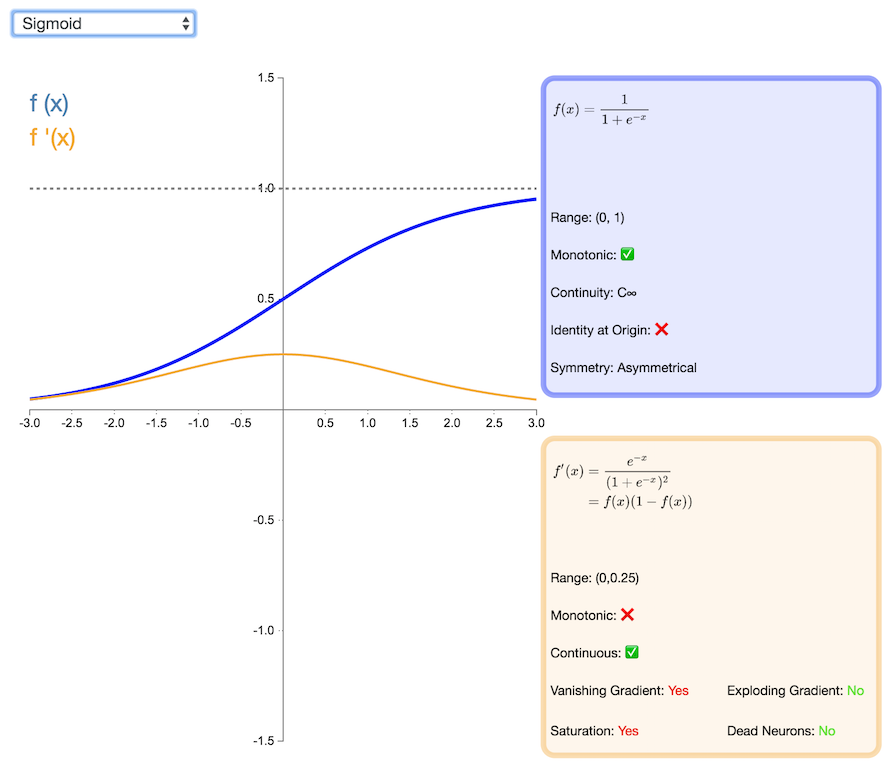 Sigmoid
f (x)
f '(x)
1.5
1.0
0.5
-0.5
-1.0
-1.5
-3.0 -2.5 -2.0 -1.5 -1.0 -0.5 0.5 1.0 1.5 2.0 2.5 3.0
f(x) = 1 / (1 + e^{-x})
Range: (0, 1)
Monotonic: ✅
Continuity: C∞
Identity at Origin: ❌
Symmetry: Asymmetrical
f'(x) = e^{-x} / (1 + e^{-x})^2
= f(x)(1 − f(x))
Range: (0,0.25)
Monotonic: ❌
Continuous: ✅
Vanishing Gradient: Yes Exploding Gradient: No
Saturation: Yes Dead Neurons: No